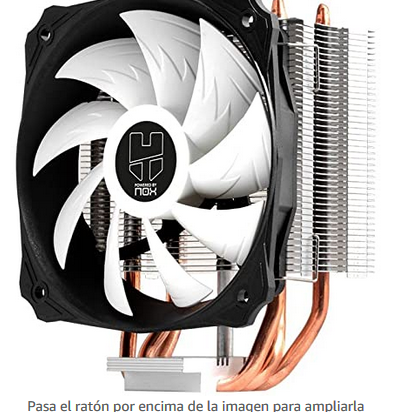 POWERED BY
NOX
Pasa el ratón por encima de la imagen para ampliarla